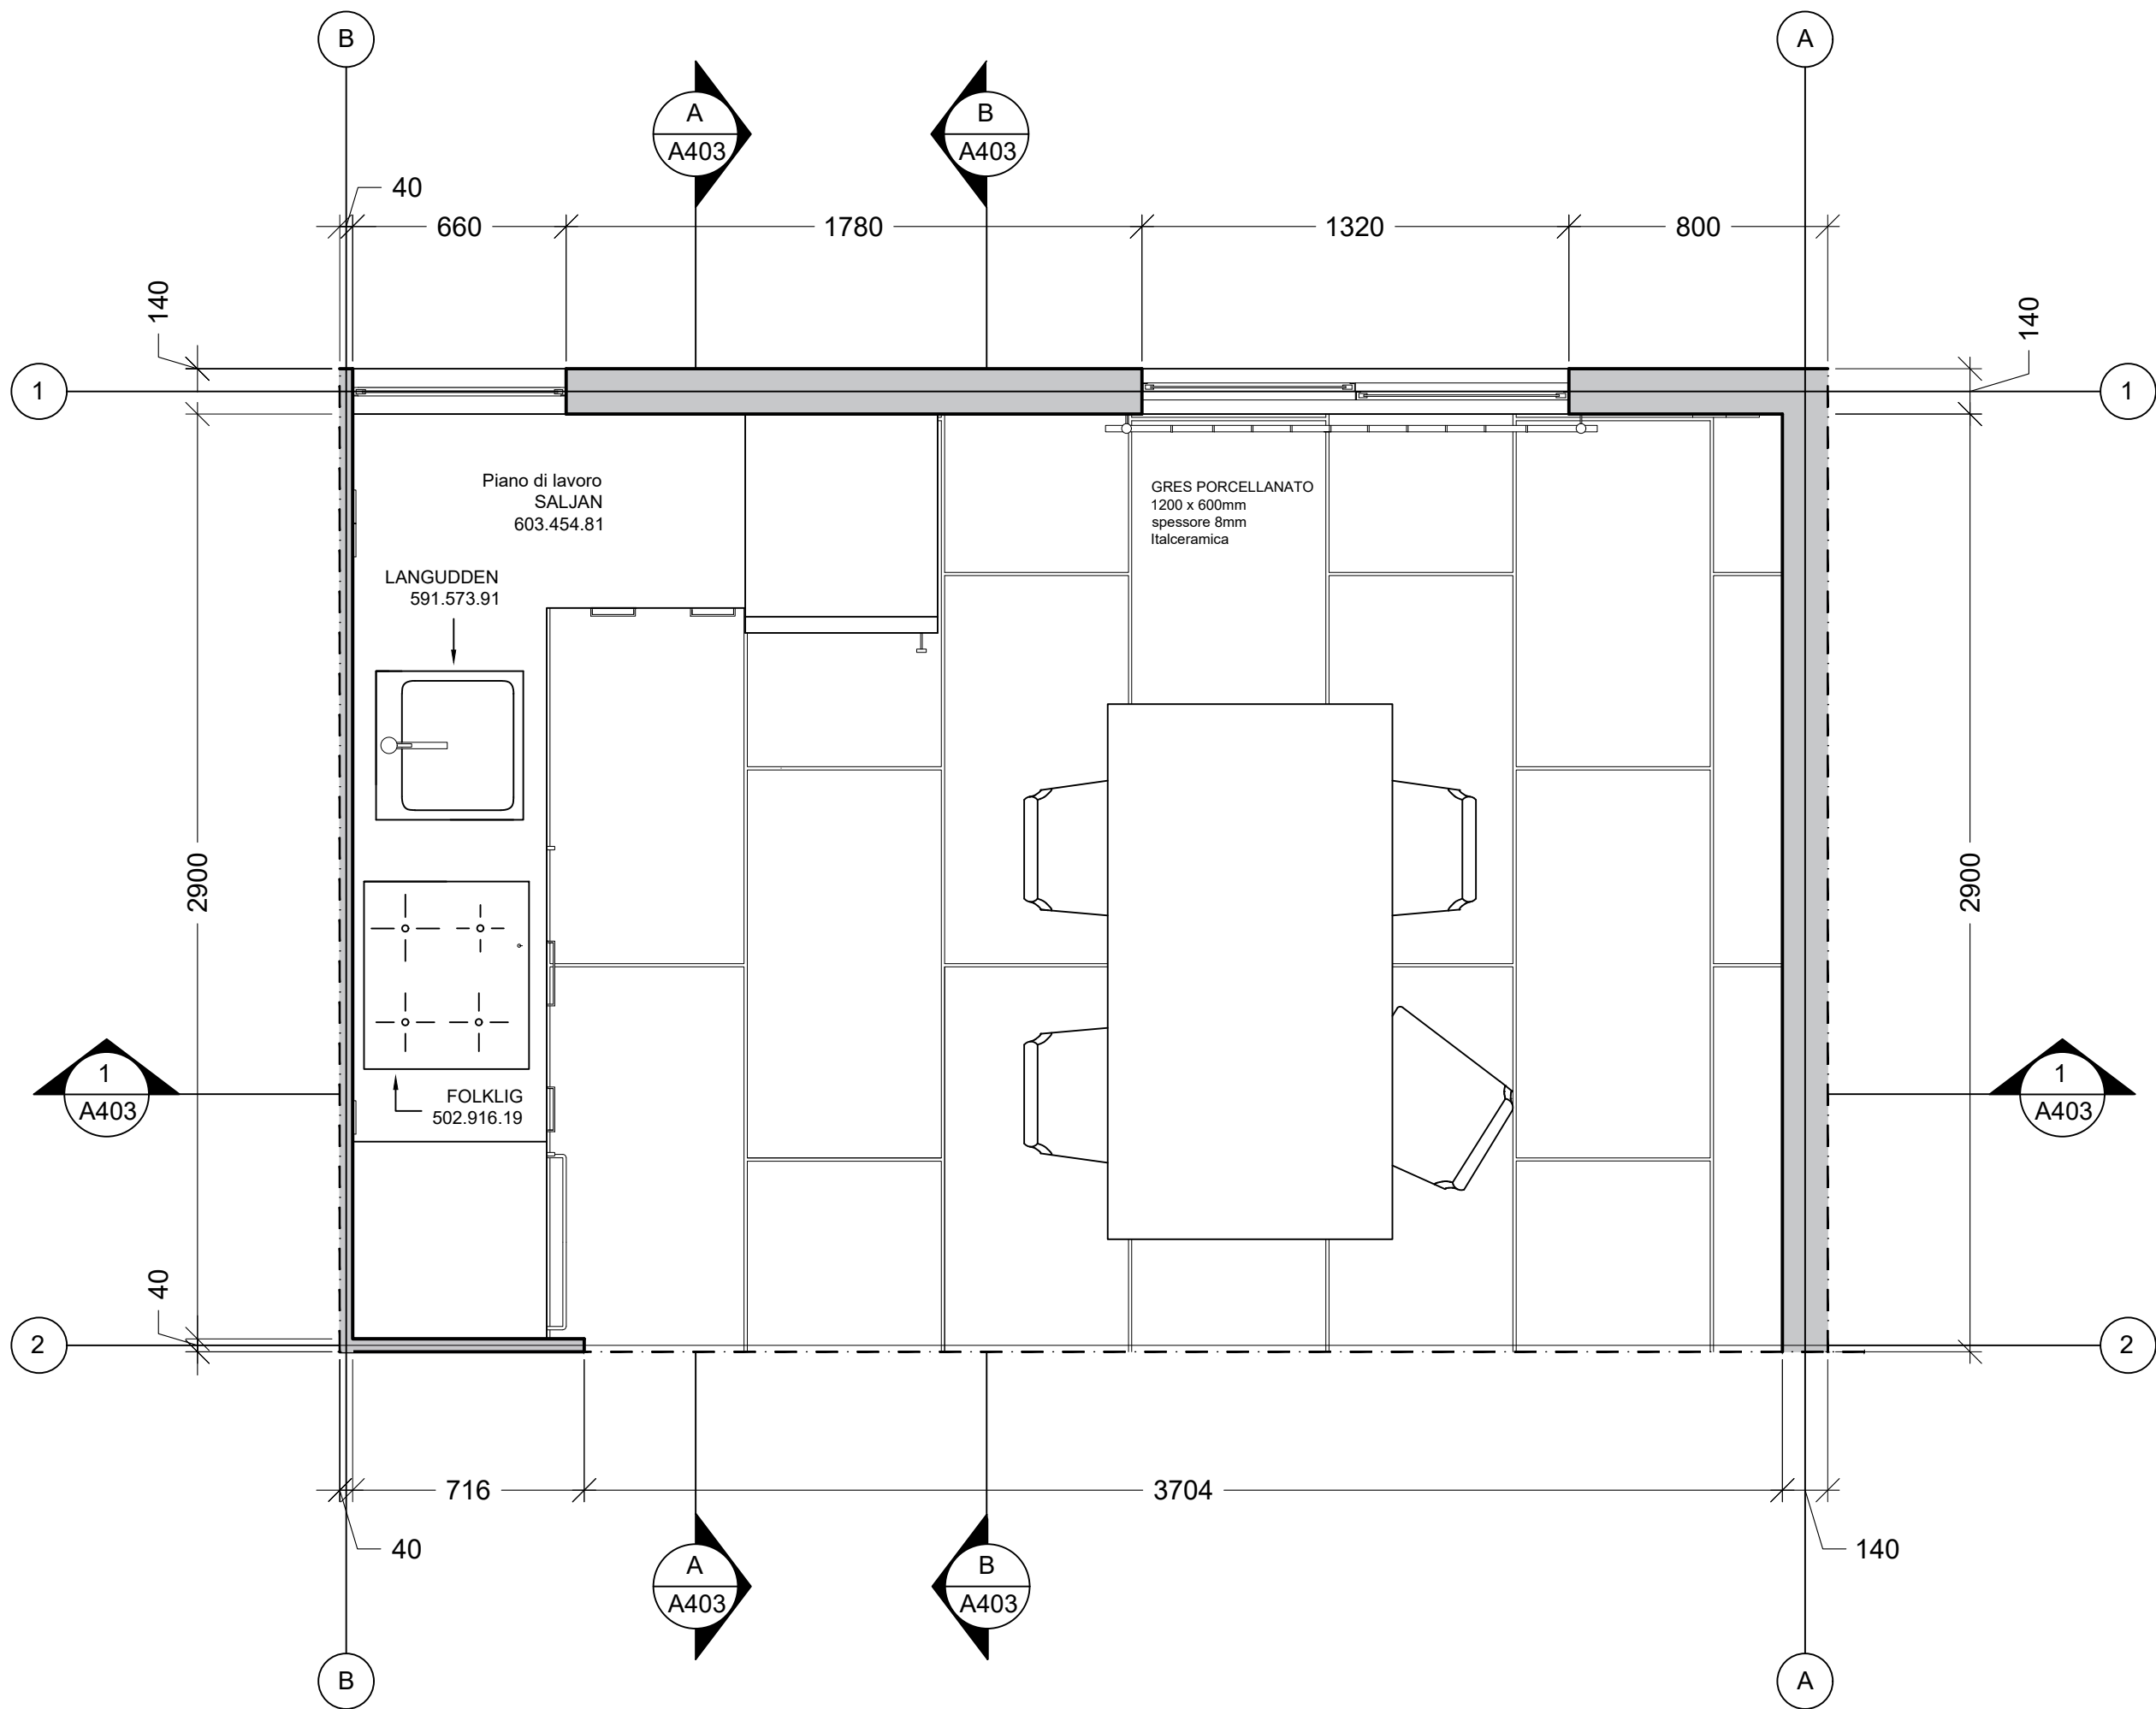 B
A
A
A403
B
A403
40
660
1780
1320
800
140
140
1
1
Piano di lavoro
SALJAN
603.454.81
GRES PORCELLANATO
1200 x 600mm
spessore 8mm
Italceramica
LANGUDDEN
591.573.91
2900
2900
1
A403
1
A403
FOLKLIG
502.916.19
40
2
2
716
3704
40
140
A
A403
B
A403
B
A